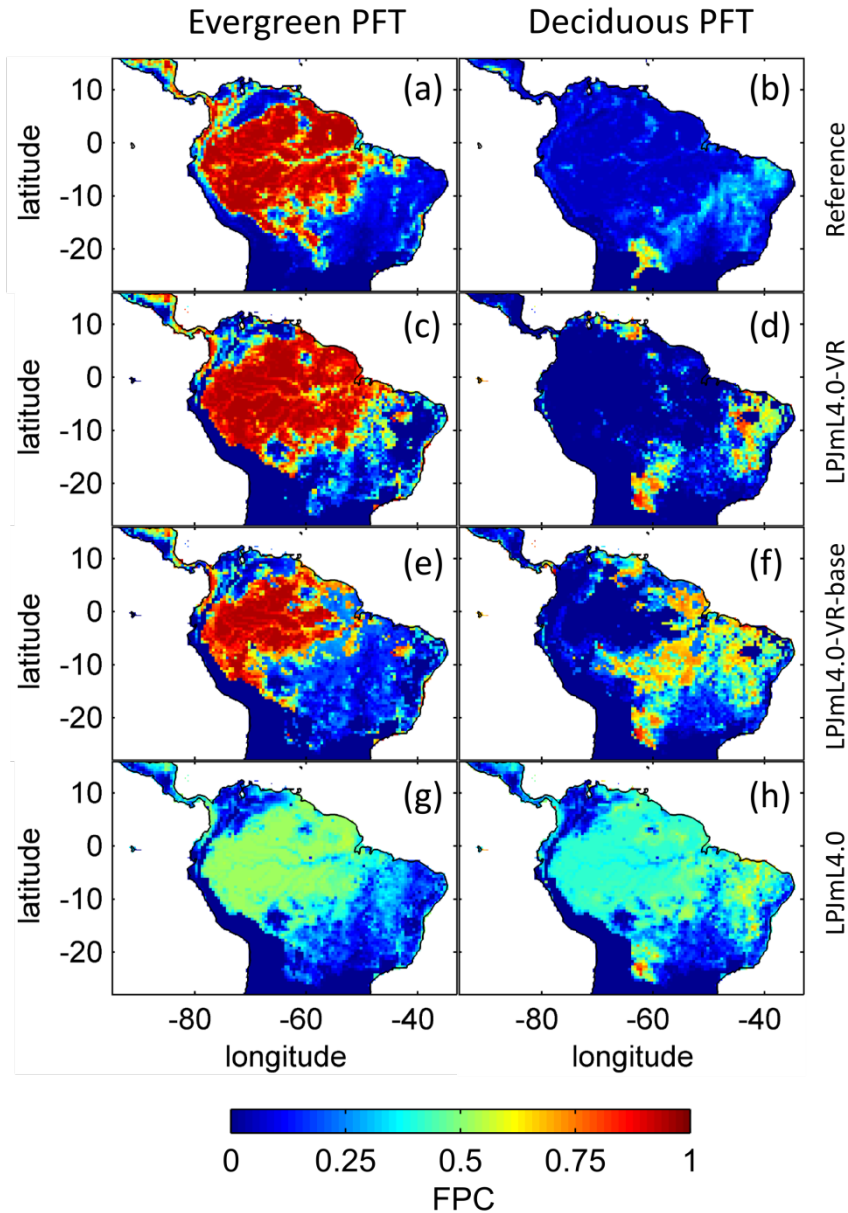 Evergreen PFT Deciduous PFT
10 (a) (b)
0
-10
-20
latitude
Reference
10 (c) (d)
0
-10
-20
latitude
LPJmL4.0-VR
10 (e) (f)
0
-10
-20
latitude
LPJmL4.0-VR-base
10 (g) (h)
0
-10
-20
latitude
LPJmL4.0
-80 -60 -40 -80 -60 -40
longitude longitude
0 0.25 0.5 0.75 1
FPC